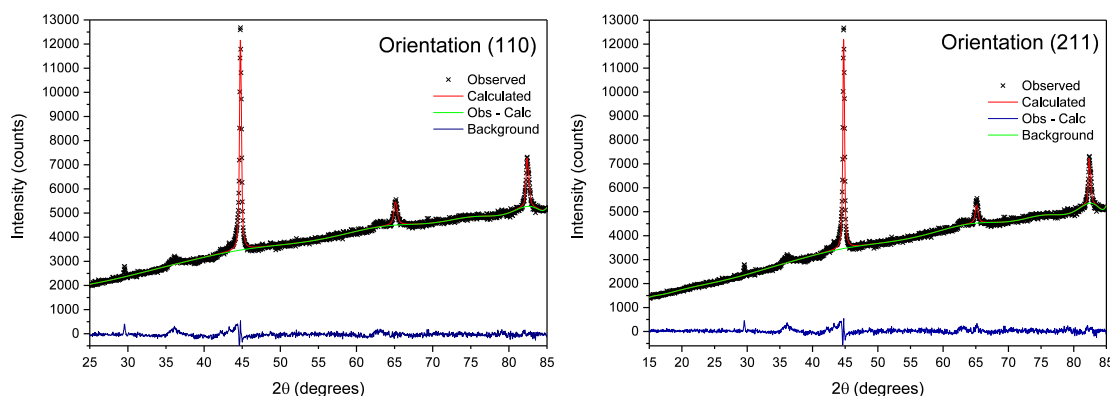 Orientation (110)
Observed
Calculated
Obs - Calc
Background
Intensity (counts)
13000
12000
11000
10000
9000
8000
7000
6000
5000
4000
3000
2000
1000
0
25 30 35 40 45 50 55 60 65 70 75 80 85
2θ (degrees)
Orientation (211)
Observed
Calculated
Obs - Calc
Background
Intensity (counts)
13000
12000
11000
10000
9000
8000
7000
6000
5000
4000
3000
2000
1000
0
15 20 25 30 35 40 45 50 55 60 65 70 75 80 85
2θ (degrees)